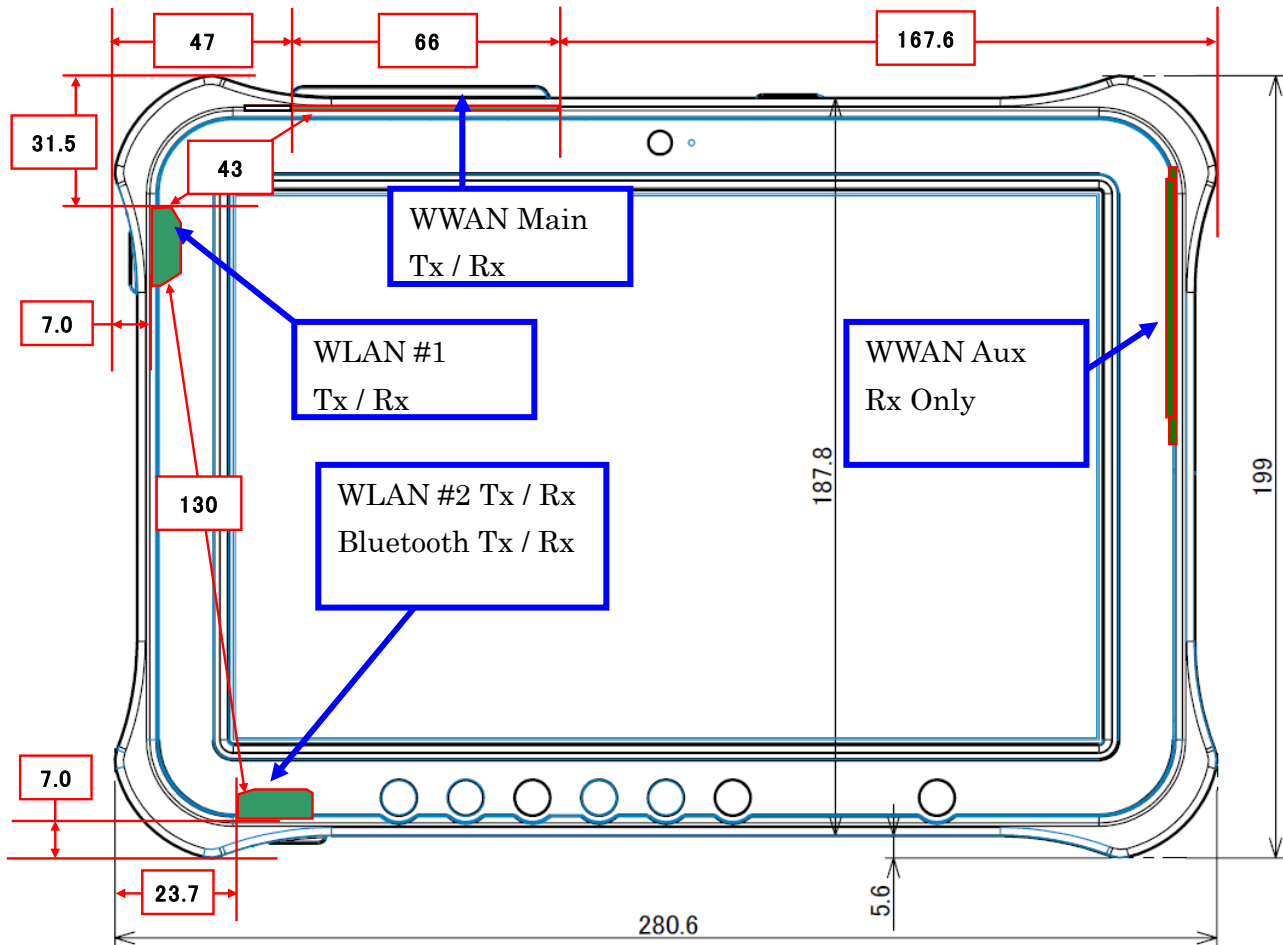 47
66
167.6
31.5
43
WWAN Main
Tx / Rx
7.0
WLAN #1
Tx / Rx
WWAN Aux
Rx Only
187.8
199
130
WLAN #2 Tx / Rx
Bluetooth Tx / Rx
7.0
23.7
5.6
280.6